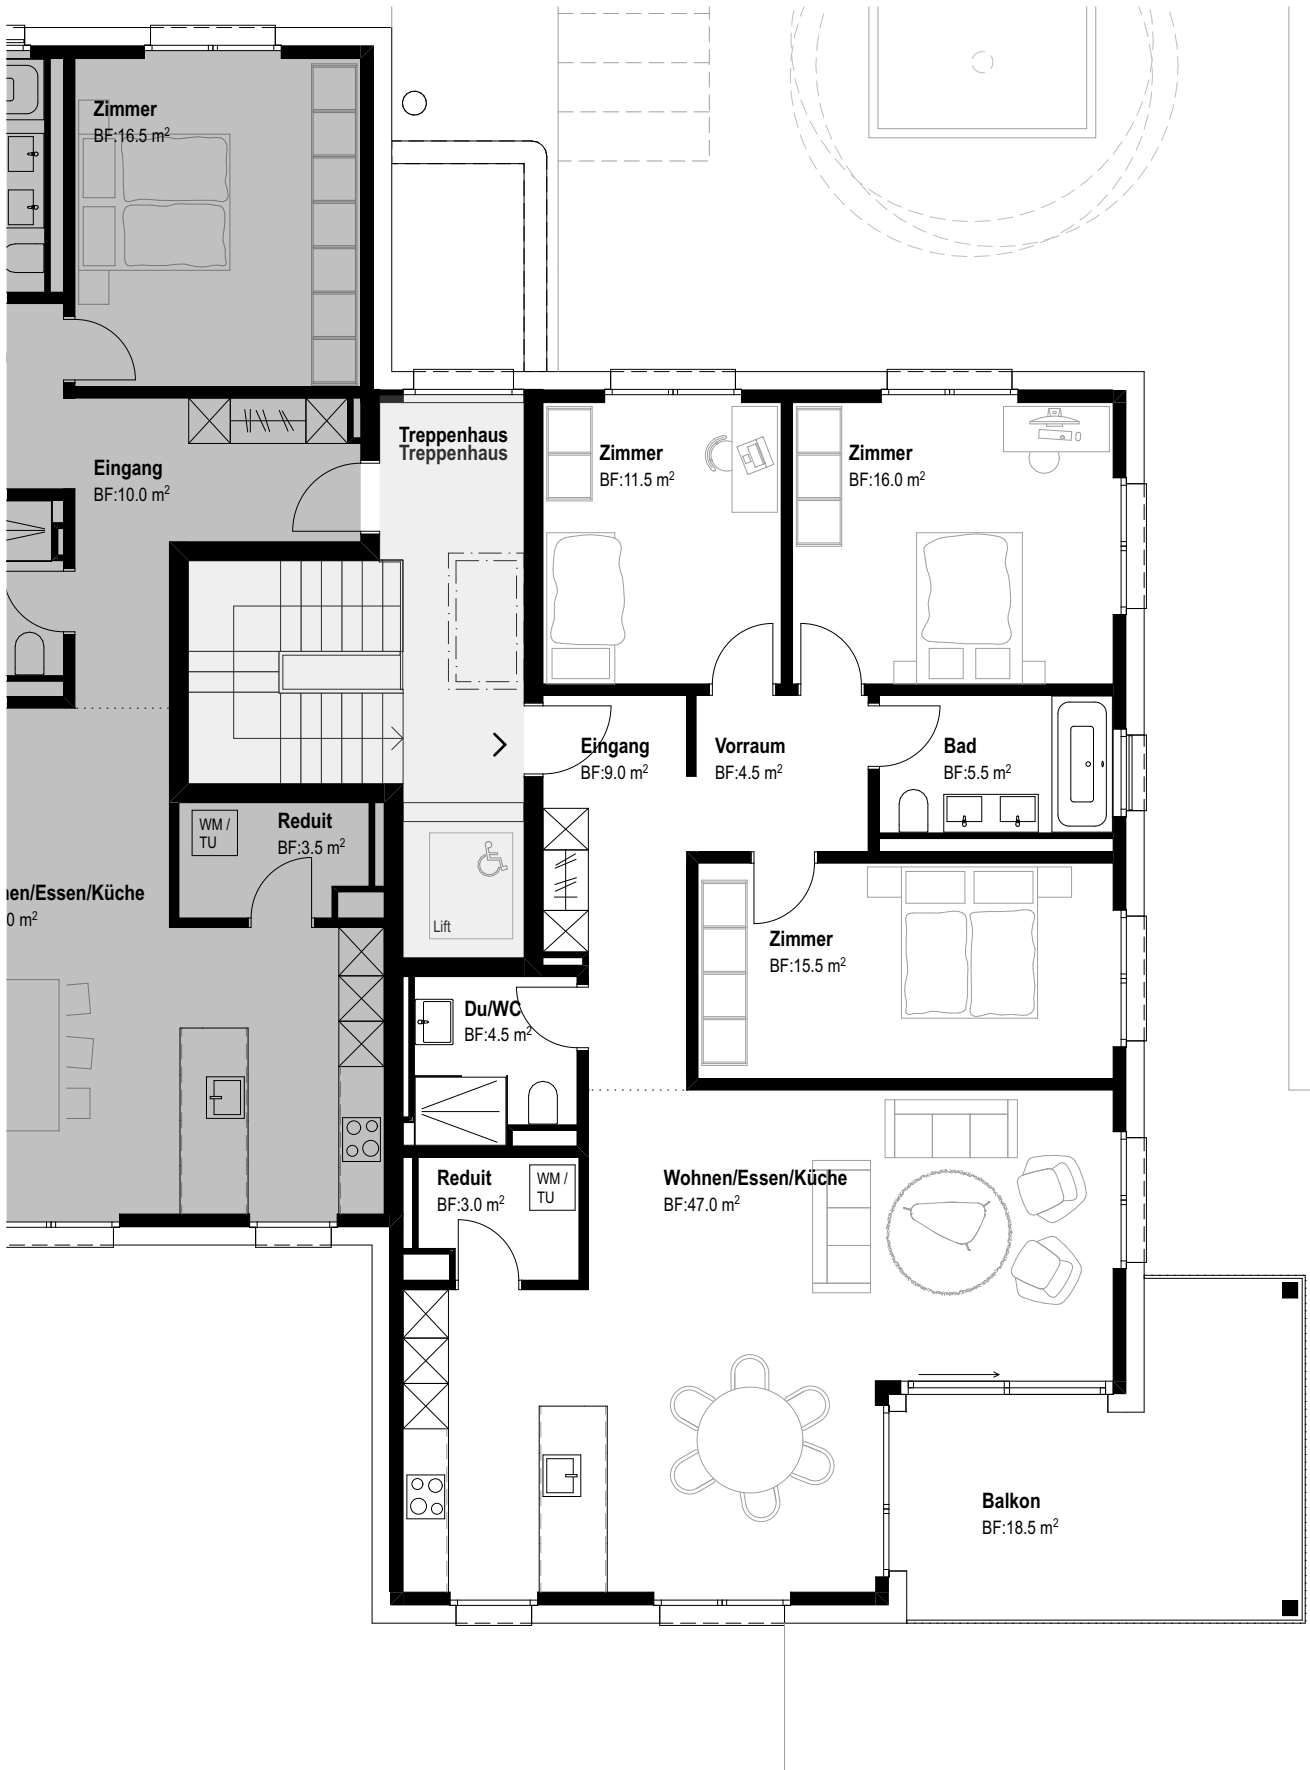 Zimmer
BF:16.5 m²
Treppenhaus
Treppenhaus
Zimmer
BF:11.5 m²
Zimmer
BF:16.0 m²
Eingang
BF:10.0 m²
Eingang
BF:9.0 m²
Vorraum
BF:4.5 m²
Bad
BF:5.5 m²
WM /
TU
Reduit
BF:3.5 m²
nen/Essen/Küche
0 m²
Lift
Zimmer
BF:15.5 m²
Du/WC
BF:4.5 m²
Reduit
BF:3.0 m²
WM /
TU
Wohnen/Essen/Küche
BF:47.0 m²
Balkon
BF:18.5 m²